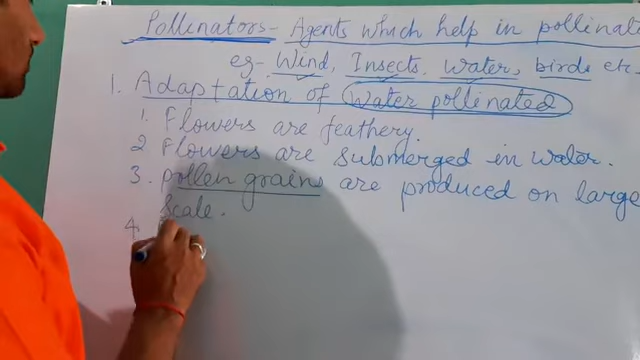 Pollinators - Agents which help in pollinat
eg - Wind, Insects, Water, birds etc.
1. Adaptation of Water pollinated
1. Flowers are feathery.
2 Flowers are submerged in water.
3. pollen grains are produced on large
scale.
4.